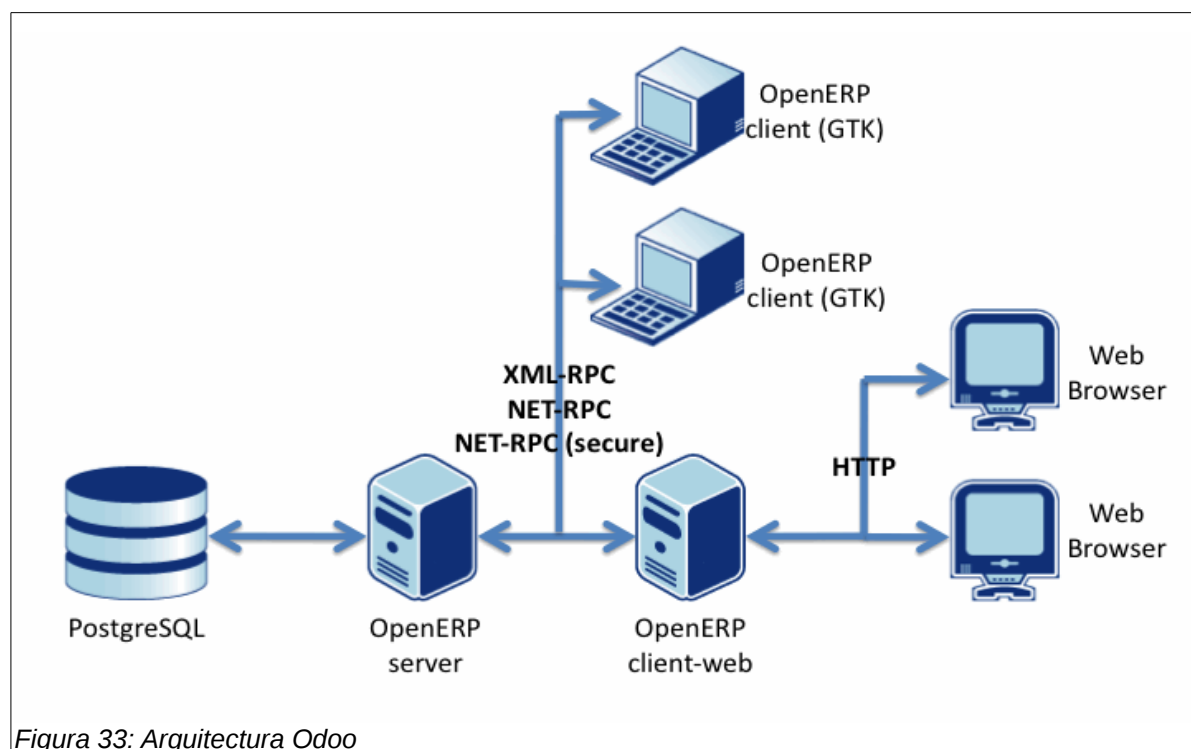 OpenERP
client (GTK)
OpenERP
client (GTK)
XML-RPC
NET-RPC
NET-RPC (secure)
Web
Browser
HTTP
Web
Browser
PostgreSQL
OpenERP
server
OpenERP
client-web
Figura 33: Arquitectura Odoo